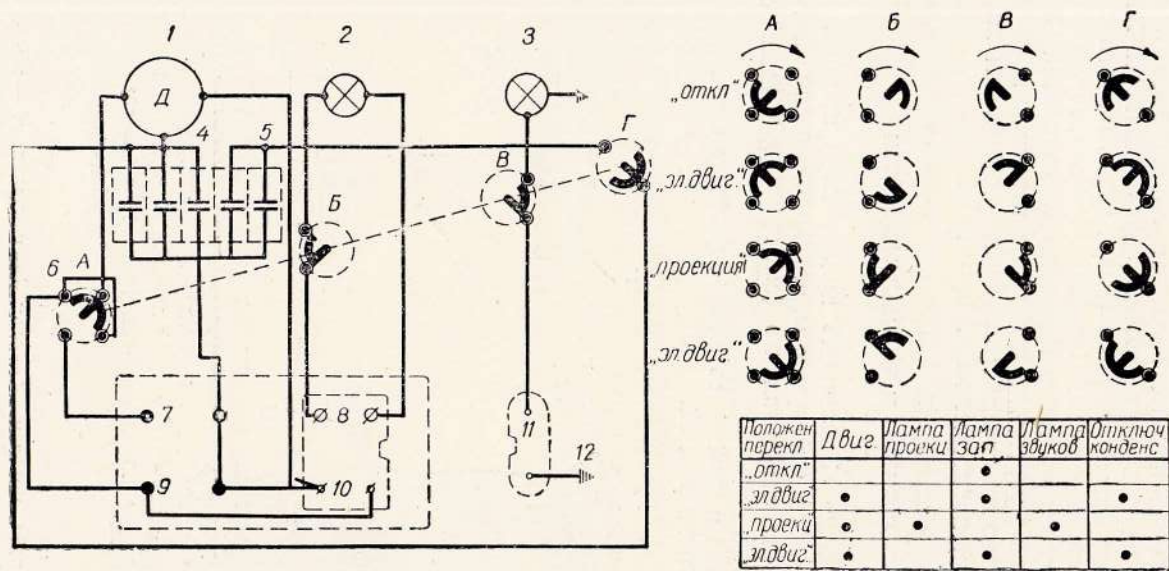 1 2 3
А Б В Г
Д
4 5
„откл“
Г
В
„эл.двиг.“
Б
6 А
„проекция“
„эл.двиг.“
7 8 11
12
9 10
Положен Двиг. Лампа Лампа Лампа Отключ
перекл. проекц зап звуков конденс
„откл.“
„эл двиг“
„проекц“
„эл.двиг.“